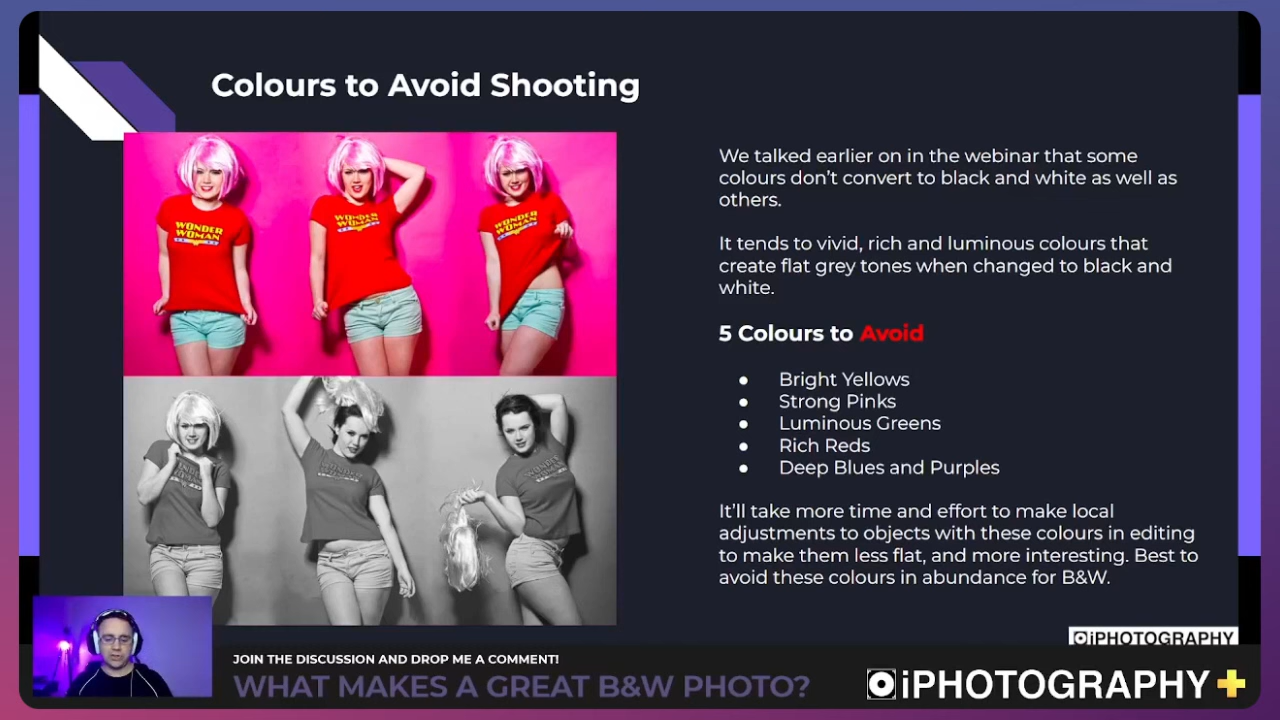 Colours to Avoid Shooting
WONDER
WOMAN
WONDER
WOMAN
WONDER
WOMAN
We talked earlier on in the webinar that some
colours don't convert to black and white as well as
others.
It tends to vivid, rich and luminous colours that
create flat grey tones when changed to black and
white.
5 Colours to Avoid
● Bright Yellows
● Strong Pinks
● Luminous Greens
● Rich Reds
● Deep Blues and Purples
It'll take more time and effort to make local
adjustments to objects with these colours in editing
to make them less flat, and more interesting. Best to
avoid these colours in abundance for B&W.
WONDER
WOMAN
iPHOTOGRAPHY
JOIN THE DISCUSSION AND DROP ME A COMMENT!
WHAT MAKES A GREAT B&W PHOTO?
iPHOTOGRAPHY+